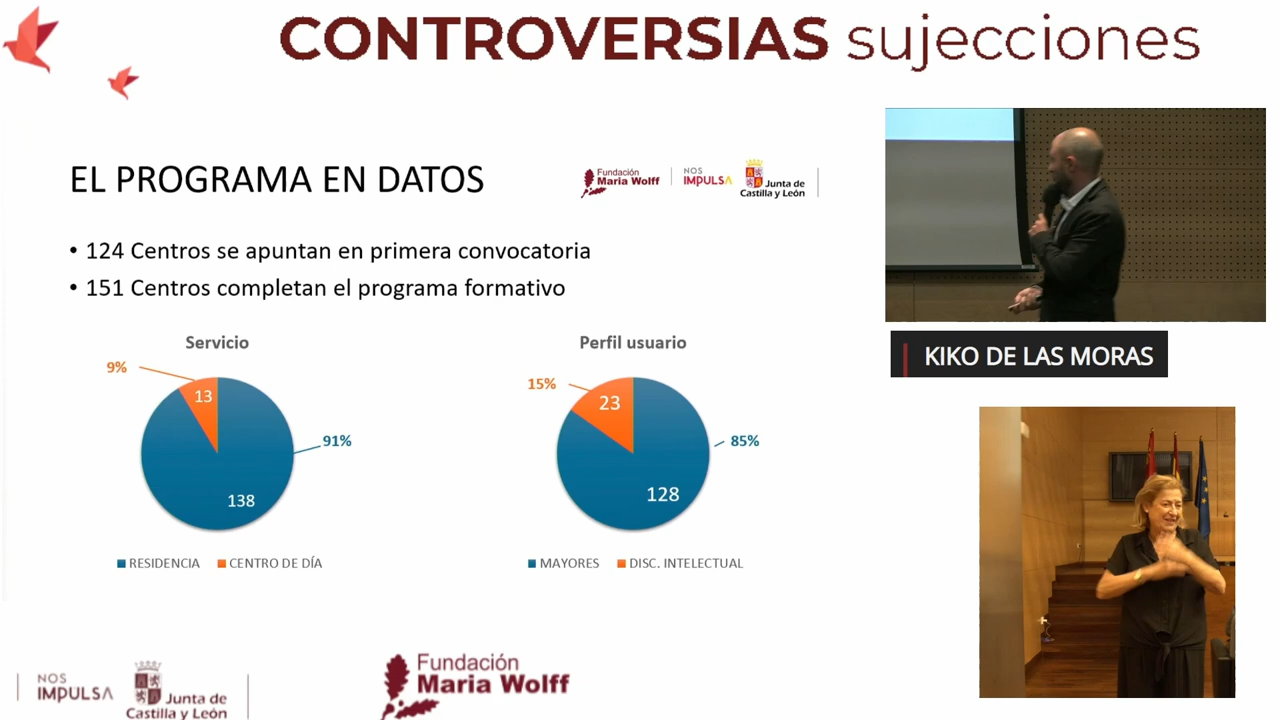 CONTROVERSIAS sujecciones
EL PROGRAMA EN DATOS
Fundación
Maria Wolff
NOS
IMPULSA
Junta de
Castilla y León
• 124 Centros se apuntan en primera convocatoria
• 151 Centros completan el programa formativo
Servicio
9%
13
91%
138
RESIDENCIA
CENTRO DE DÍA
Perfil usuario
15%
23
85%
128
MAYORES
DISC. INTELECTUAL
KIKO DE LAS MORAS
NOS
IMPULSA
Junta de
Castilla y León
Fundación
Maria Wolff